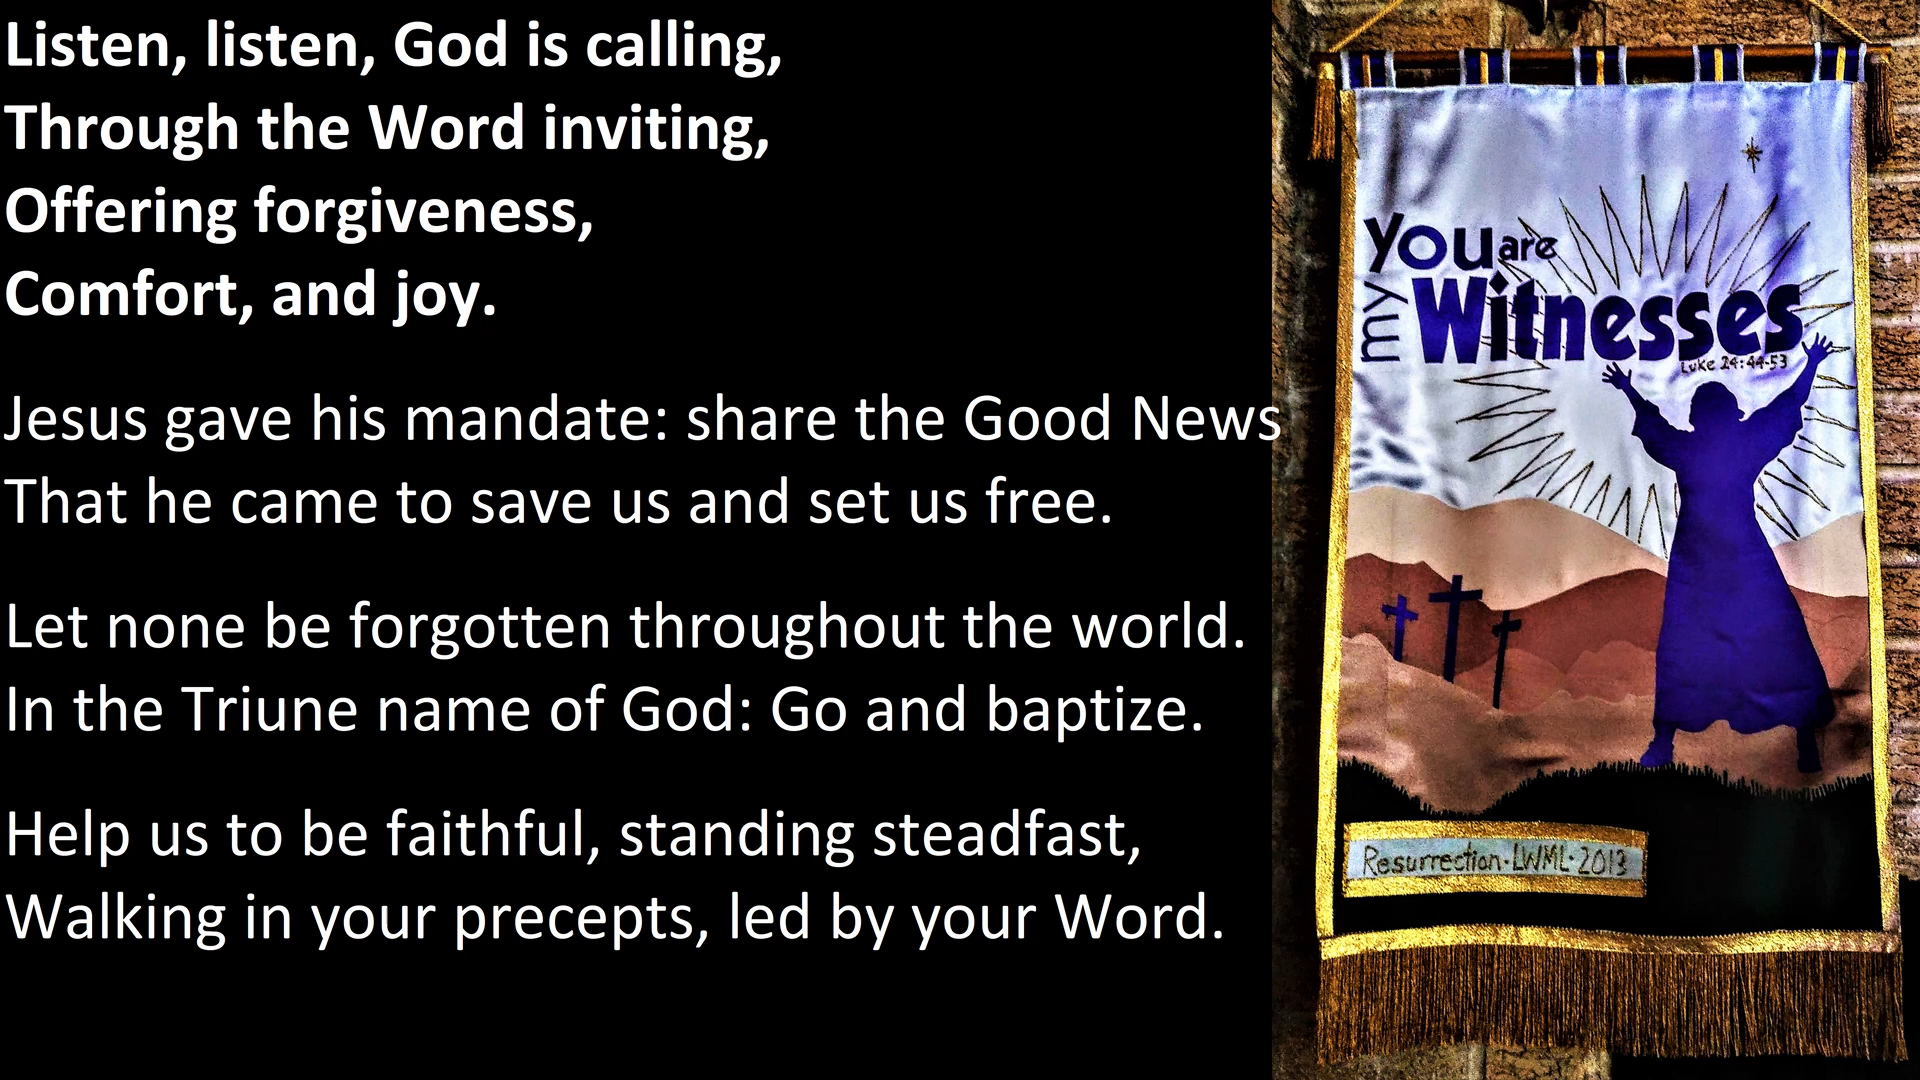 Listen, listen, God is calling,
Through the Word inviting,
Offering forgiveness,
Comfort, and joy.
Jesus gave his mandate: share the Good News
That he came to save us and set us free.
Let none be forgotten throughout the world.
In the Triune name of God: Go and baptize.
Help us to be faithful, standing steadfast,
Walking in your precepts, led by your Word.
You are
my Witnesses
Luke 24:44-53
Resurrection·LWML·2013